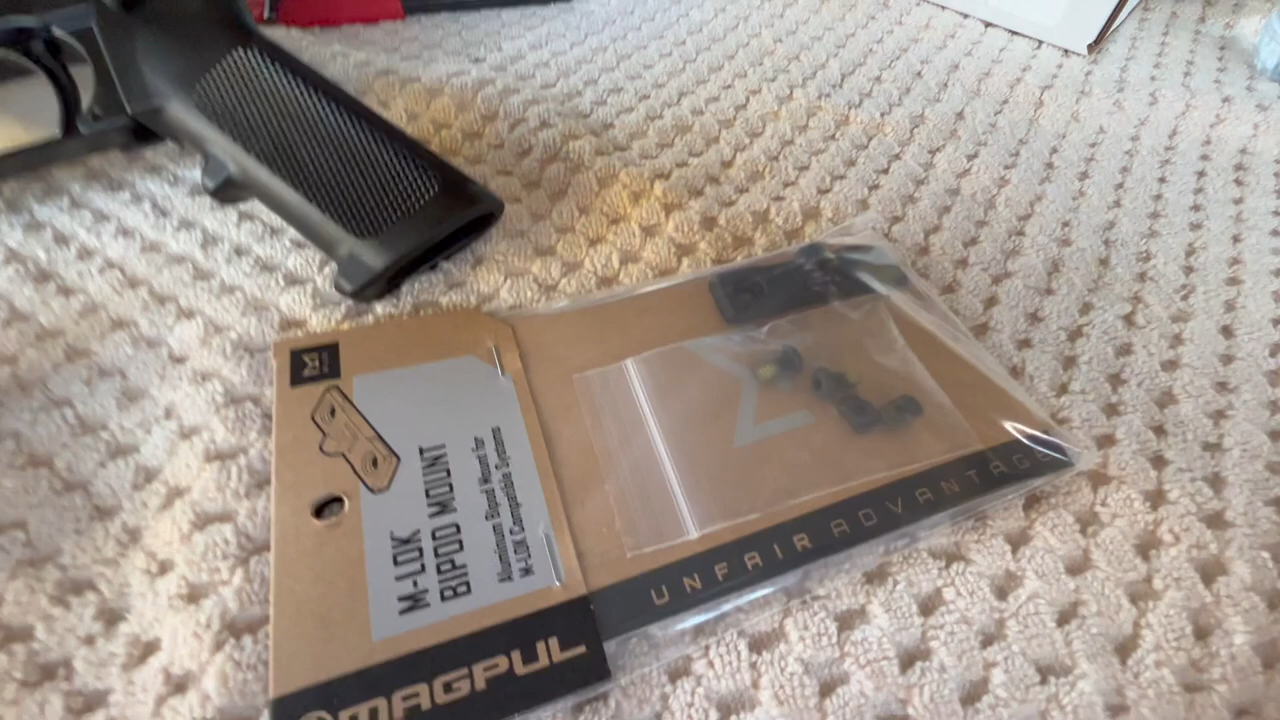 M-LOK
BIPOD MOUNT
Aluminum Bipod Mount for
M-LOK Compatible Systems
MAGPUL
UNFAIR ADVANTAGE